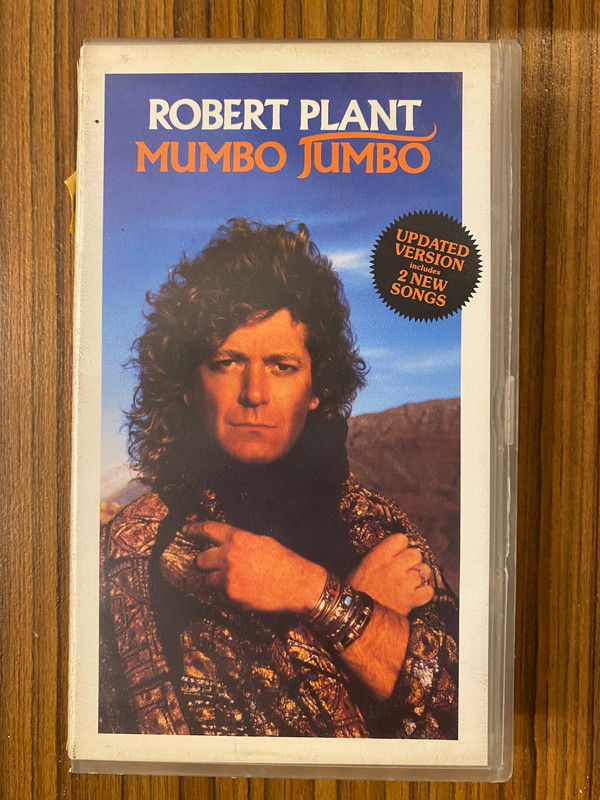 ROBERT PLANT
MUMBO JUMBO
UPDATED
VERSION
includes
2 NEW
SONGS